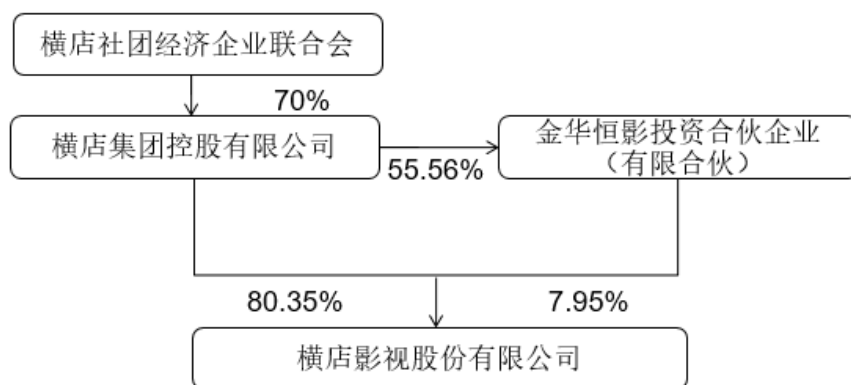 横店社团经济企业联合会
70%
横店集团控股有限公司
55.56%
金华恒影投资合伙企业
（有限合伙）
80.35%
7.95%
横店影视股份有限公司